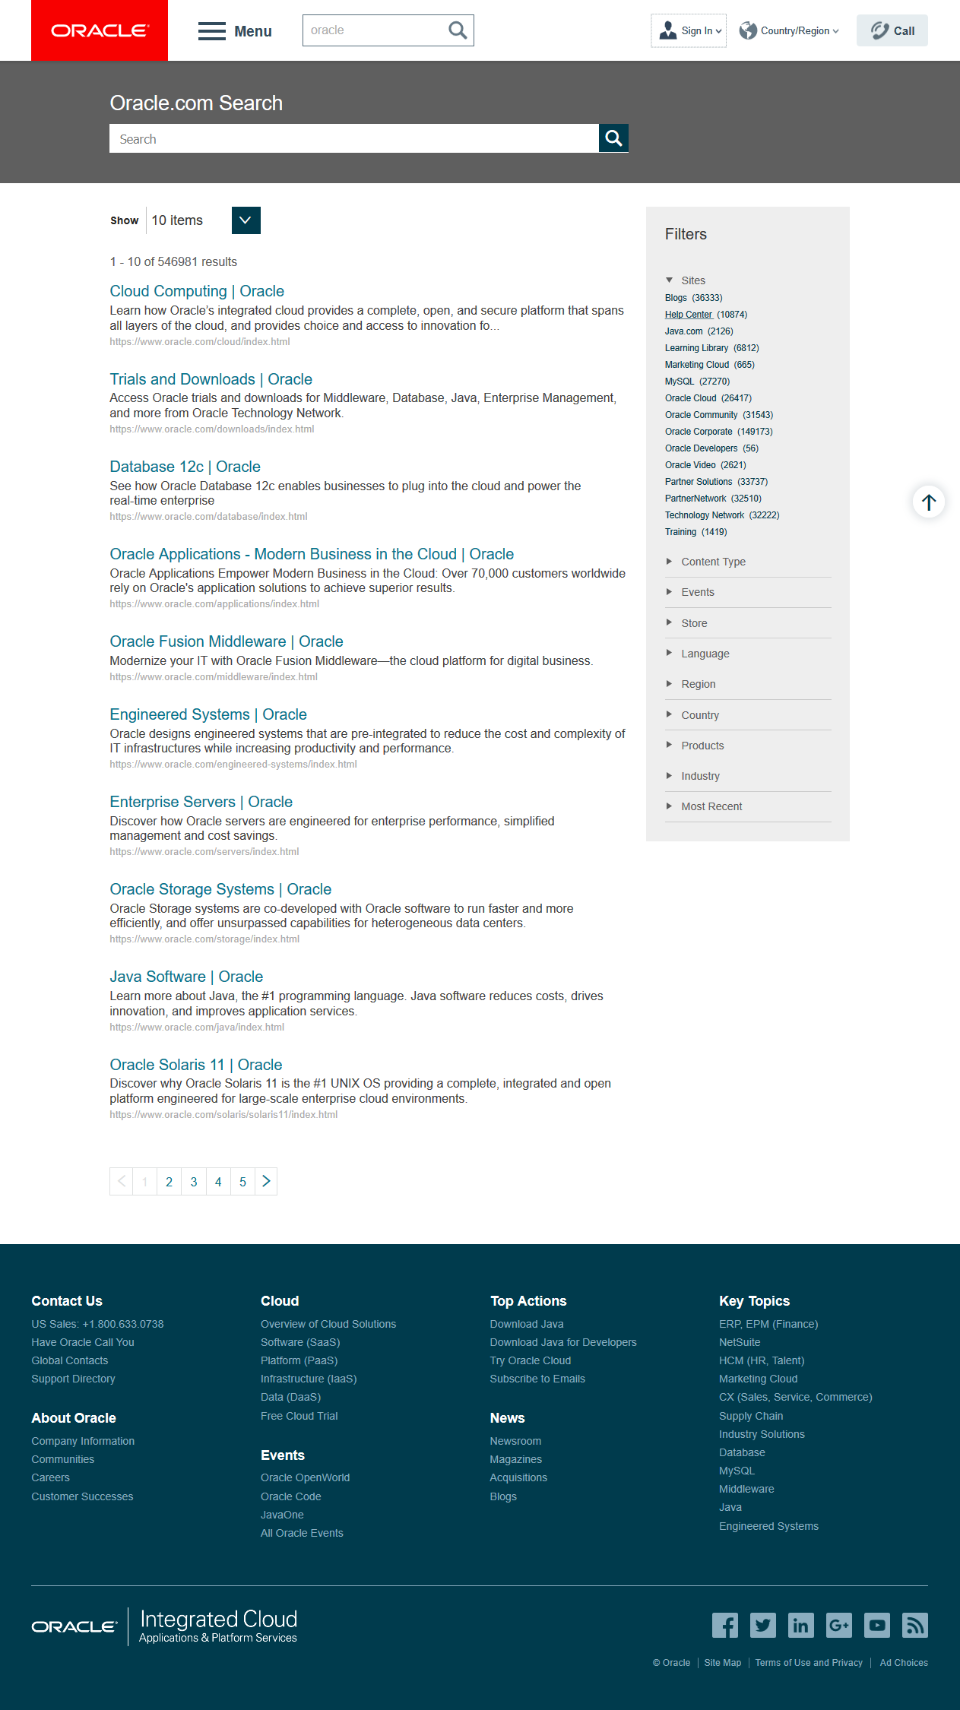 ORACLE
Menu
oracle
Sign In
Country/Region
Call
Oracle.com Search
Search
Show
10 items
1 - 10 of 546981 results
Cloud Computing | Oracle
Learn how Oracle's integrated cloud provides a complete, open, and secure platform that spans
all layers of the cloud, and provides choice and access to innovation fo...
https://www.oracle.com/cloud/index.html
Trials and Downloads | Oracle
Access Oracle trials and downloads for Middleware, Database, Java, Enterprise Management,
and more from Oracle Technology Network.
https://www.oracle.com/downloads/index.html
Database 12c | Oracle
See how Oracle Database 12c enables businesses to plug into the cloud and power the
real-time enterprise
https://www.oracle.com/database/index.html
Oracle Applications - Modern Business in the Cloud | Oracle
Oracle Applications Empower Modern Business in the Cloud: Over 70,000 customers worldwide
rely on Oracle's application solutions to achieve superior results.
https://www.oracle.com/applications/index.html
Oracle Fusion Middleware | Oracle
Modernize your IT with Oracle Fusion Middleware—the cloud platform for digital business.
https://www.oracle.com/middleware/index.html
Engineered Systems | Oracle
Oracle designs engineered systems that are pre-integrated to reduce the cost and complexity of
IT infrastructures while increasing productivity and performance.
https://www.oracle.com/engineered-systems/index.html
Enterprise Servers | Oracle
Discover how Oracle servers are engineered for enterprise performance, simplified
management and cost savings.
https://www.oracle.com/servers/index.html
Oracle Storage Systems | Oracle
Oracle Storage systems are co-developed with Oracle software to run faster and more
efficiently, and offer unsurpassed capabilities for heterogeneous data centers.
https://www.oracle.com/storage/index.html
Java Software | Oracle
Learn more about Java, the #1 programming language. Java software reduces costs, drives
innovation, and improves application services.
https://www.oracle.com/java/index.html
Oracle Solaris 11 | Oracle
Discover why Oracle Solaris 11 is the #1 UNIX OS providing a complete, integrated and open
platform engineered for large-scale enterprise cloud environments.
https://www.oracle.com/solaris/solaris11/index.html
1 2 3 4 5
Filters
Sites
Blogs (36333)
Help Center (10874)
Java.com (2126)
Learning Library (6812)
Marketing Cloud (665)
MySQL (27270)
Oracle Cloud (26417)
Oracle Community (31543)
Oracle Corporate (149173)
Oracle Developers (56)
Oracle Video (2621)
Partner Solutions (33737)
PartnerNetwork (32510)
Technology Network (32222)
Training (1419)
Content Type
Events
Store
Language
Region
Country
Products
Industry
Most Recent
Contact Us
US Sales: +1.800.633.0738
Have Oracle Call You
Global Contacts
Support Directory
About Oracle
Company Information
Communities
Careers
Customer Successes
Cloud
Overview of Cloud Solutions
Software (SaaS)
Platform (PaaS)
Infrastructure (IaaS)
Data (DaaS)
Free Cloud Trial
Events
Oracle OpenWorld
Oracle Code
JavaOne
All Oracle Events
Top Actions
Download Java
Download Java for Developers
Try Oracle Cloud
Subscribe to Emails
News
Newsroom
Magazines
Acquisitions
Blogs
Key Topics
ERP, EPM (Finance)
NetSuite
HCM (HR, Talent)
Marketing Cloud
CX (Sales, Service, Commerce)
Supply Chain
Industry Solutions
Database
MySQL
Middleware
Java
Engineered Systems
ORACLE
Integrated Cloud
Applications & Platform Services
© Oracle | Site Map | Terms of Use and Privacy | Ad Choices